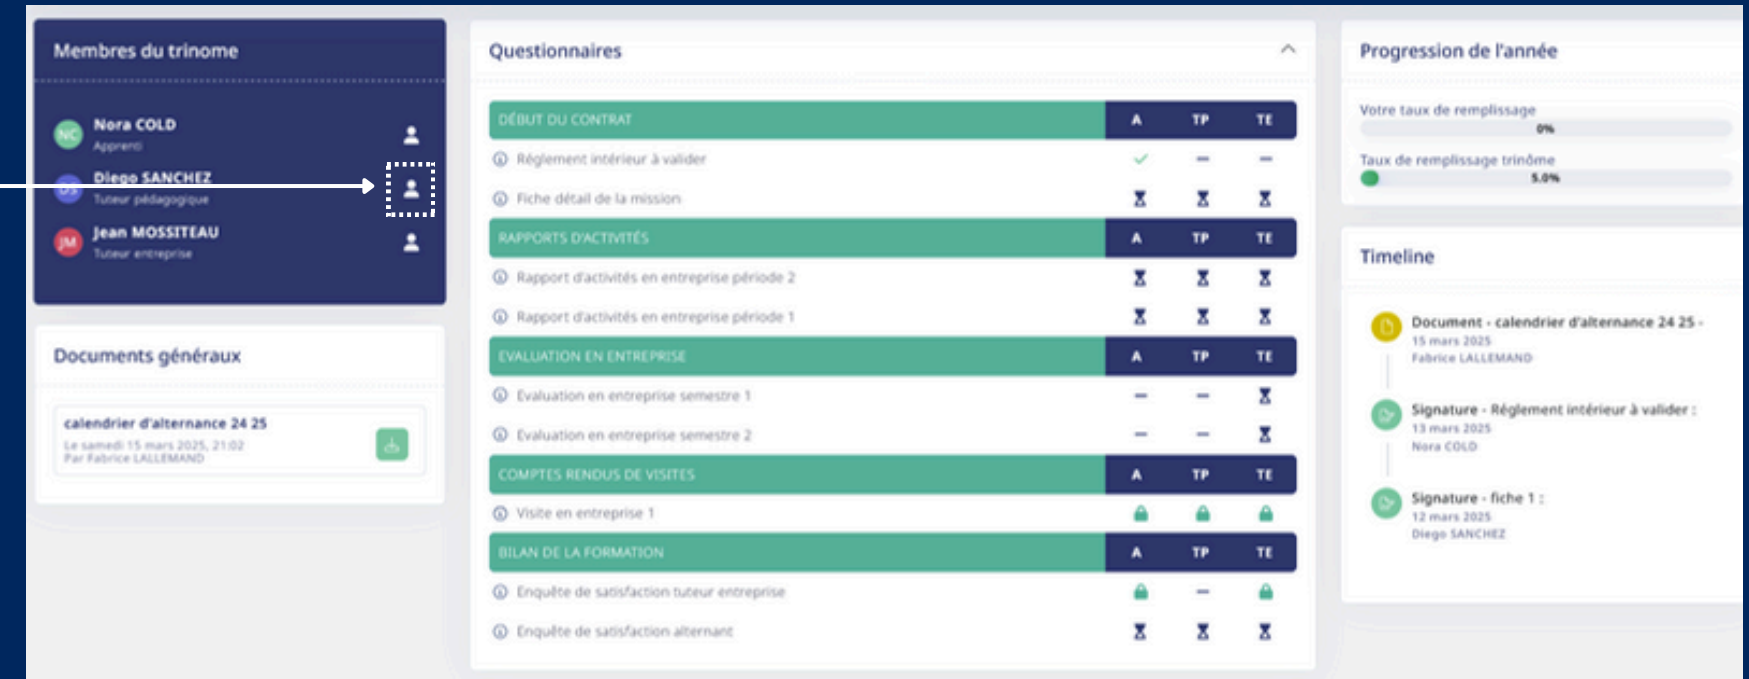 Membres du trinome
NC
Nora COLD
Apprenti
DS
Diego SANCHEZ
Tuteur pédagogique
JM
Jean MOSSITEAU
Tuteur entreprise
Documents généraux
calendrier d'alternance 24 25
Le samedi 15 mars 2025, 21:02
Par Fabrice LALLEMAND
Questionnaires
DÉBUT DU CONTRAT A TP TE
Réglement intérieur à valider
Fiche détail de la mission
RAPPORTS D'ACTIVITÉS A TP TE
Rapport d'activités en entreprise période 2
Rapport d'activités en entreprise période 1
EVALUATION EN ENTREPRISE A TP TE
Evaluation en entreprise semestre 1
Evaluation en entreprise semestre 2
COMPTES RENDUS DE VISITES A TP TE
Visite en entreprise 1
BILAN DE LA FORMATION A TP TE
Enquête de satisfaction tuteur entreprise
Enquête de satisfaction alternant
Progression de l'année
Votre taux de remplissage
0%
Taux de remplissage trinôme
5.0%
Timeline
Document - calendrier d'alternance 24 25 -
15 mars 2025
Fabrice LALLEMAND
Signature - Réglement intérieur à valider :
13 mars 2025
Nora COLD
Signature - fiche 1 :
12 mars 2025
Diego SANCHEZ